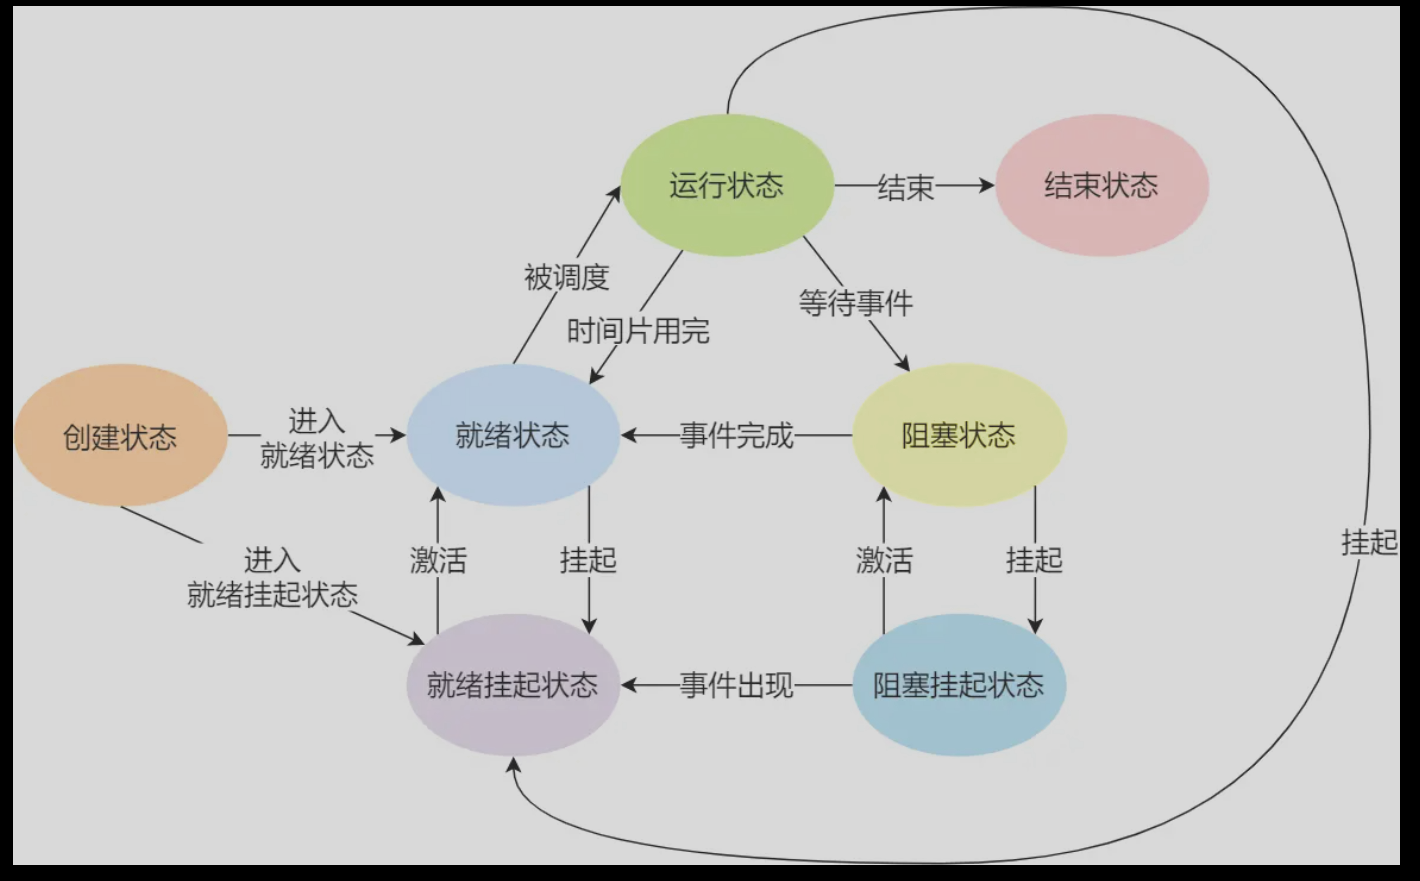 运行状态
结束
结束状态
被调度
等待事件
时间片用完
创建状态
进入
就绪状态
就绪状态
事件完成
阻塞状态
进入
就绪挂起状态
激活
挂起
激活
挂起
挂起
就绪挂起状态
事件出现
阻塞挂起状态